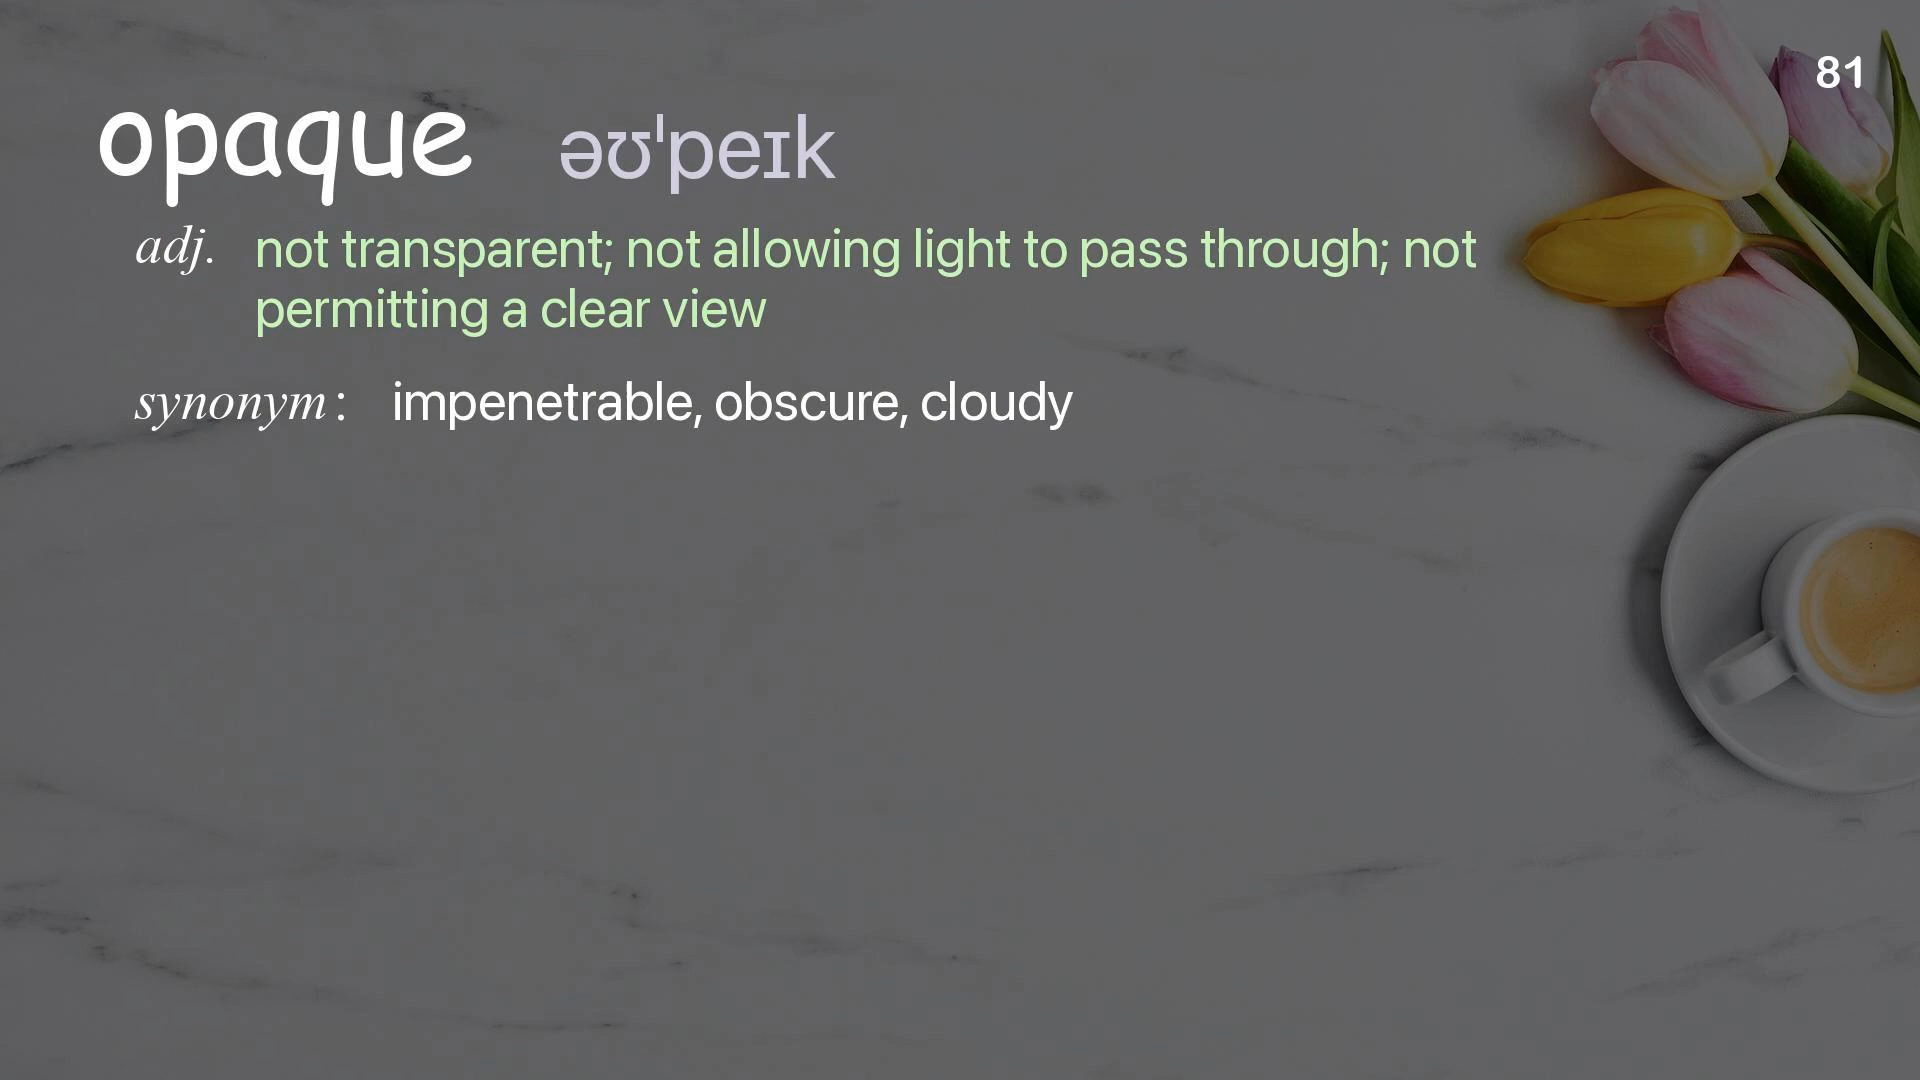 81
opaque əʊˈpeɪk
adj. not transparent; not allowing light to pass through; not
permitting a clear view
synonym : impenetrable, obscure, cloudy